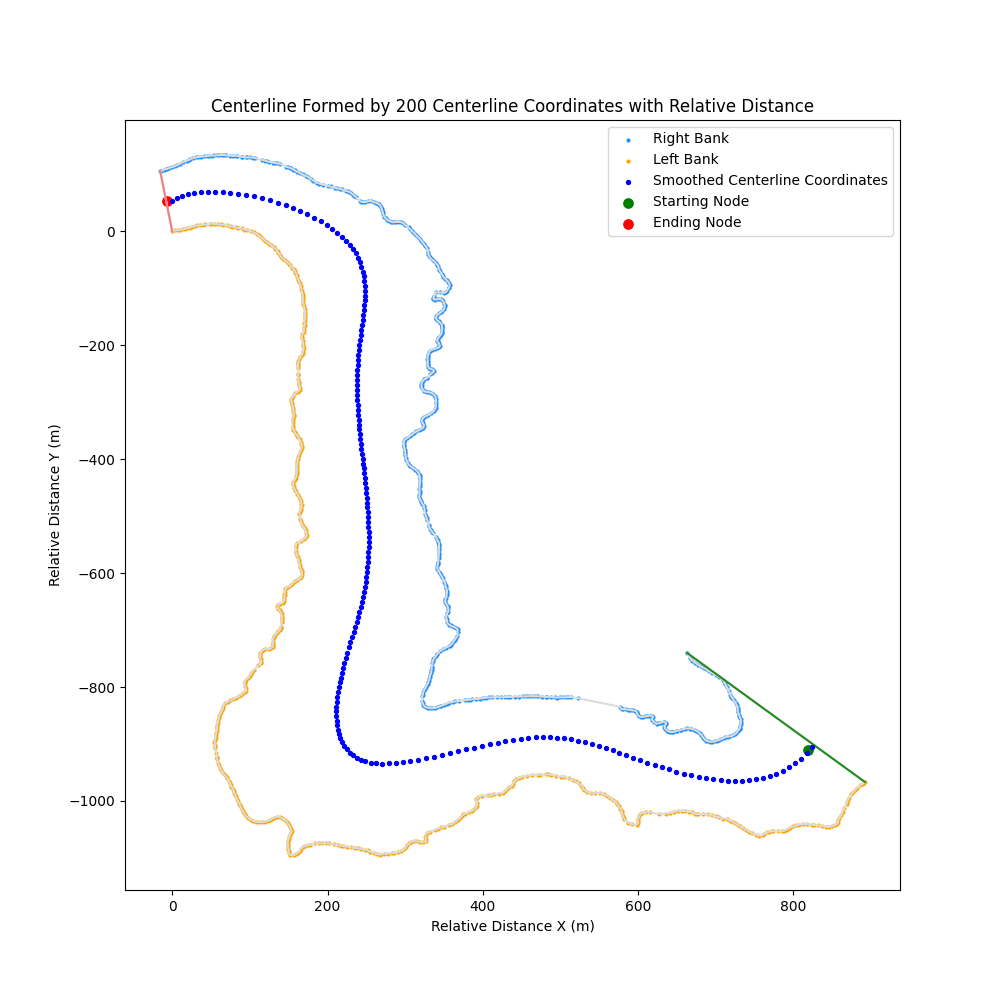 Centerline Formed by 200 Centerline Coordinates with Relative Distance
Right Bank
Left Bank
Smoothed Centerline Coordinates
Starting Node
Ending Node
0
−200
−400
−600
−800
−1000
Relative Distance Y (m)
0 200 400 600 800
Relative Distance X (m)